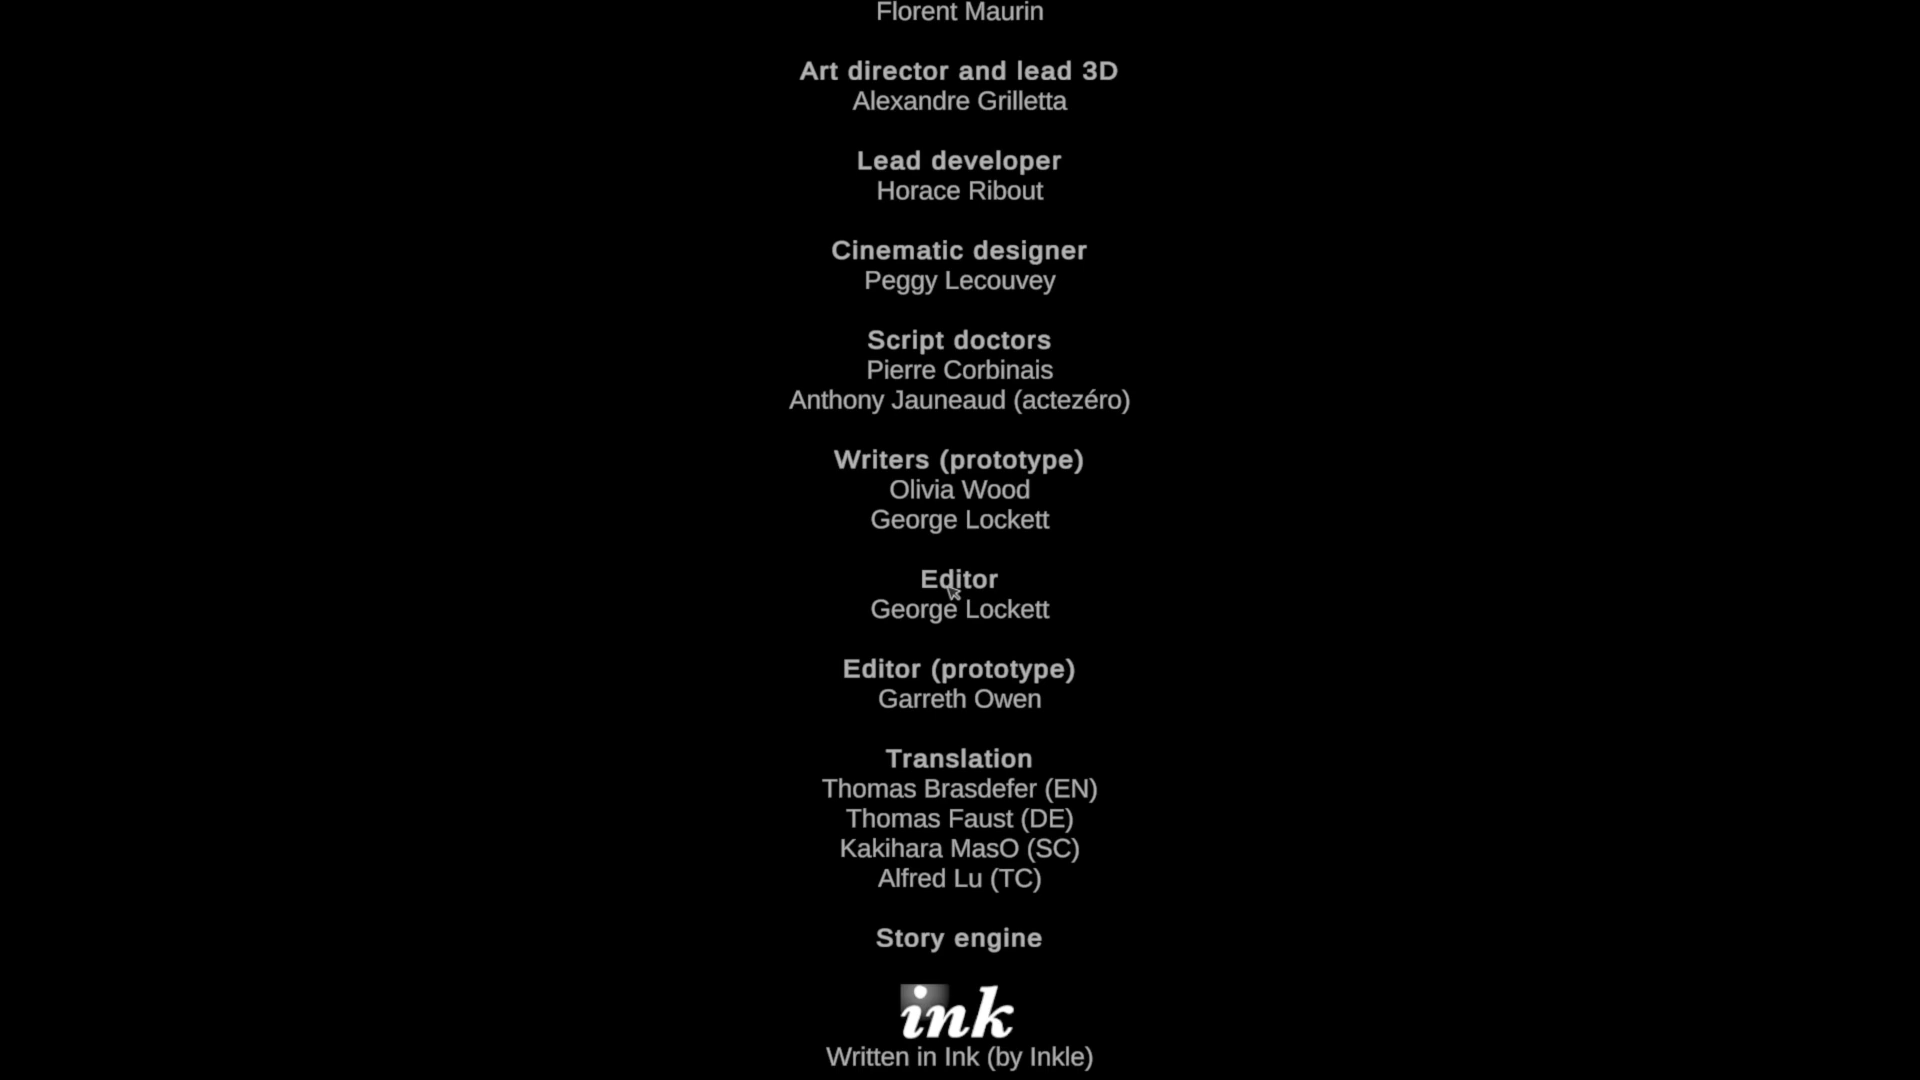 Florent Maurin
Art director and lead 3D
Alexandre Grilletta
Lead developer
Horace Ribout
Cinematic designer
Peggy Lecouvey
Script doctors
Pierre Corbinais
Anthony Jauneaud (actezéro)
Writers (prototype)
Olivia Wood
George Lockett
Editor
George Lockett
Editor (prototype)
Garreth Owen
Translation
Thomas Brasdefer (EN)
Thomas Faust (DE)
Kakihara MasO (SC)
Alfred Lu (TC)
Story engine
ink
Written in Ink (by Inkle)